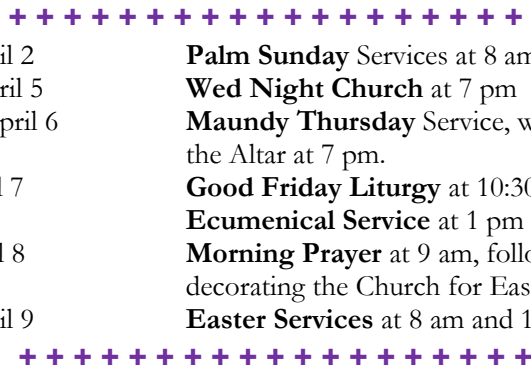 + + + + + + + + + + + + + + + + + + +
il 2 Palm Sunday Services at 8 am
ril 5 Wed Night Church at 7 pm
pril 6 Maundy Thursday Service, w
the Altar at 7 pm.
l 7 Good Friday Liturgy at 10:30
Ecumenical Service at 1 pm
l 8 Morning Prayer at 9 am, follo
decorating the Church for Eas
il 9 Easter Services at 8 am and 1
+ + + + + + + + + + + + + + + + + + +